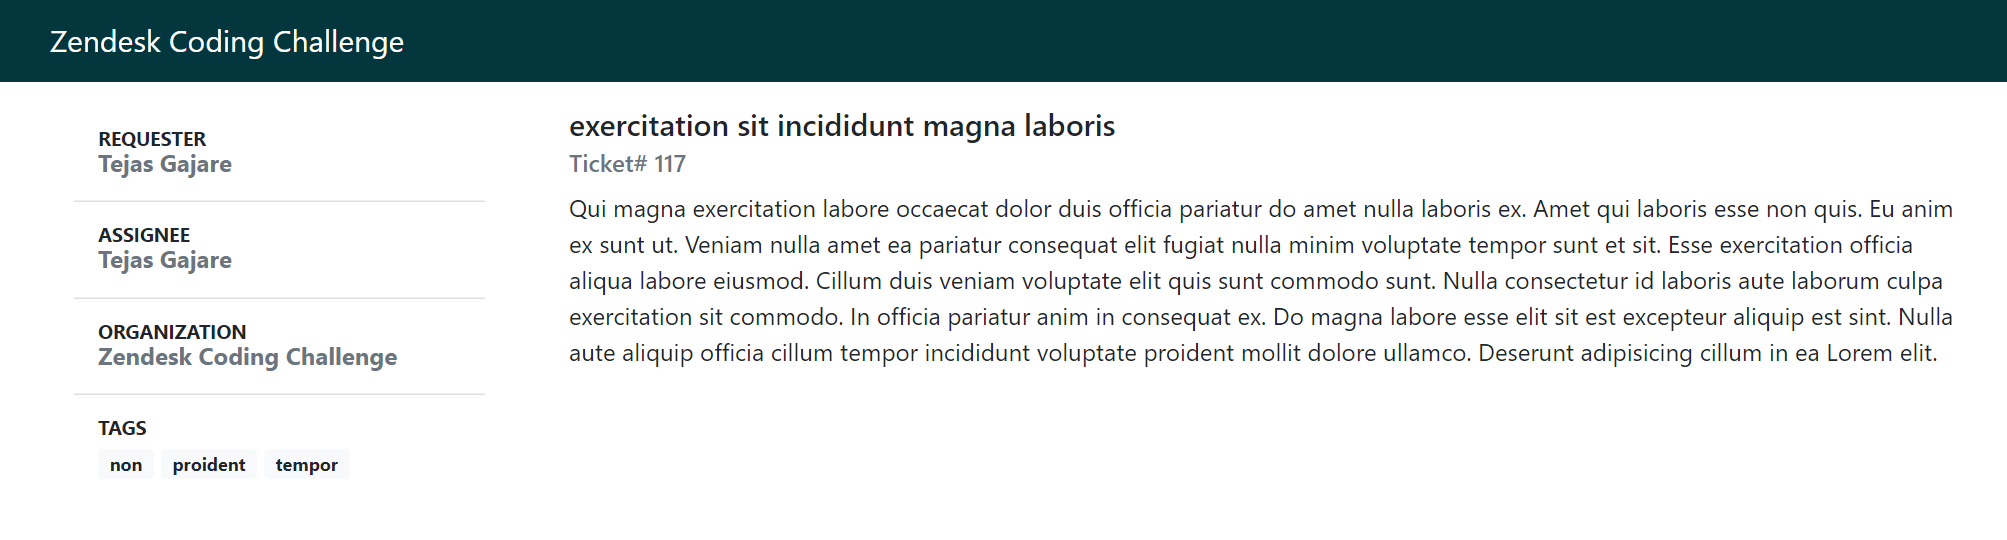 Zendesk Coding Challenge
REQUESTER
Tejas Gajare
ASSIGNEE
Tejas Gajare
ORGANIZATION
Zendesk Coding Challenge
TAGS
non proident tempor
exercitation sit incididunt magna laboris
Ticket# 117
Qui magna exercitation labore occaecat dolor duis officia pariatur do amet nulla laboris ex. Amet qui laboris esse non quis. Eu anim
ex sunt ut. Veniam nulla amet ea pariatur consequat elit fugiat nulla minim voluptate tempor sunt et sit. Esse exercitation officia
aliqua labore eiusmod. Cillum duis veniam voluptate elit quis sunt commodo sunt. Nulla consectetur id laboris aute laborum culpa
exercitation sit commodo. In officia pariatur anim in consequat ex. Do magna labore esse elit sit est excepteur aliquip est sint. Nulla
aute aliquip officia cillum tempor incididunt voluptate proident mollit dolore ullamco. Deserunt adipisicing cillum in ea Lorem elit.